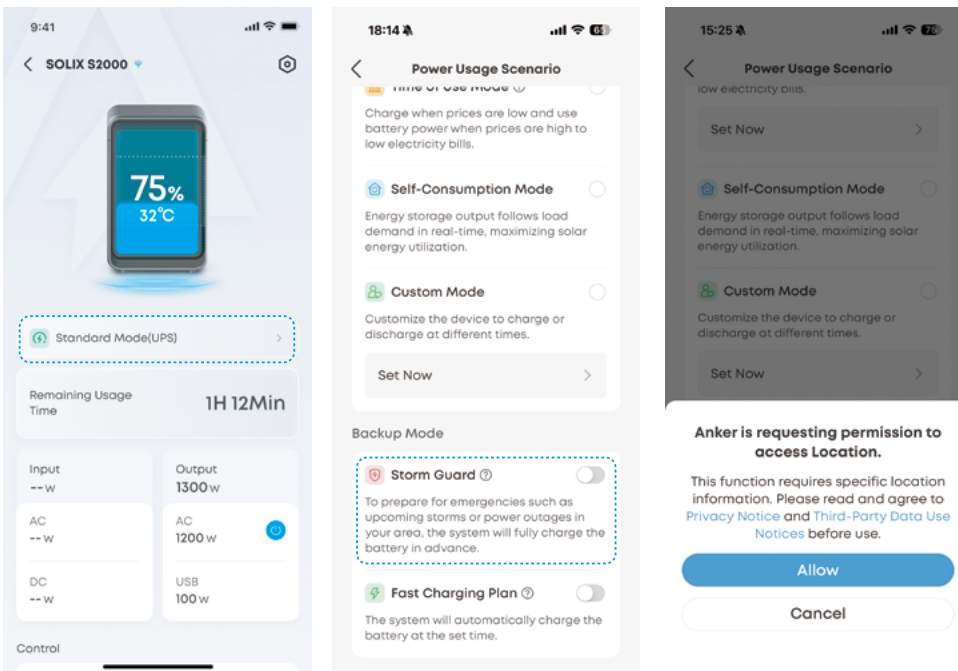 9:41
SOLIX S2000
75%
32°C
Standard Mode(UPS)
Remaining Usage
Time
1H 12Min
Input
-- W
Output
1300 W
AC
-- W
AC
1200 W
DC
-- W
USB
100 W
Control
18:14
63
Power Usage Scenario
Time of Use Mode
Charge when prices are low and use
battery power when prices are high to
low electricity bills.
Self-Consumption Mode
Energy storage output follows load
demand in real-time, maximizing solar
energy utilization.
Custom Mode
Customize the device to charge or
discharge at different times.
Set Now
Backup Mode
Storm Guard
To prepare for emergencies such as
upcoming storms or power outages in
your area, the system will fully charge the
battery in advance.
Fast Charging Plan
The system will automatically charge the
battery at the set time.
15:25
Power Usage Scenario
low electricity bills.
Set Now
Self-Consumption Mode
Energy storage output follows load
demand in real-time, maximizing solar
energy utilization.
Custom Mode
Customize the device to charge or
discharge at different times.
Set Now
Anker is requesting permission to
access Location.
This function requires specific location
information. Please read and agree to
Privacy Notice and Third-Party Data Use
Notices before use.
Allow
Cancel